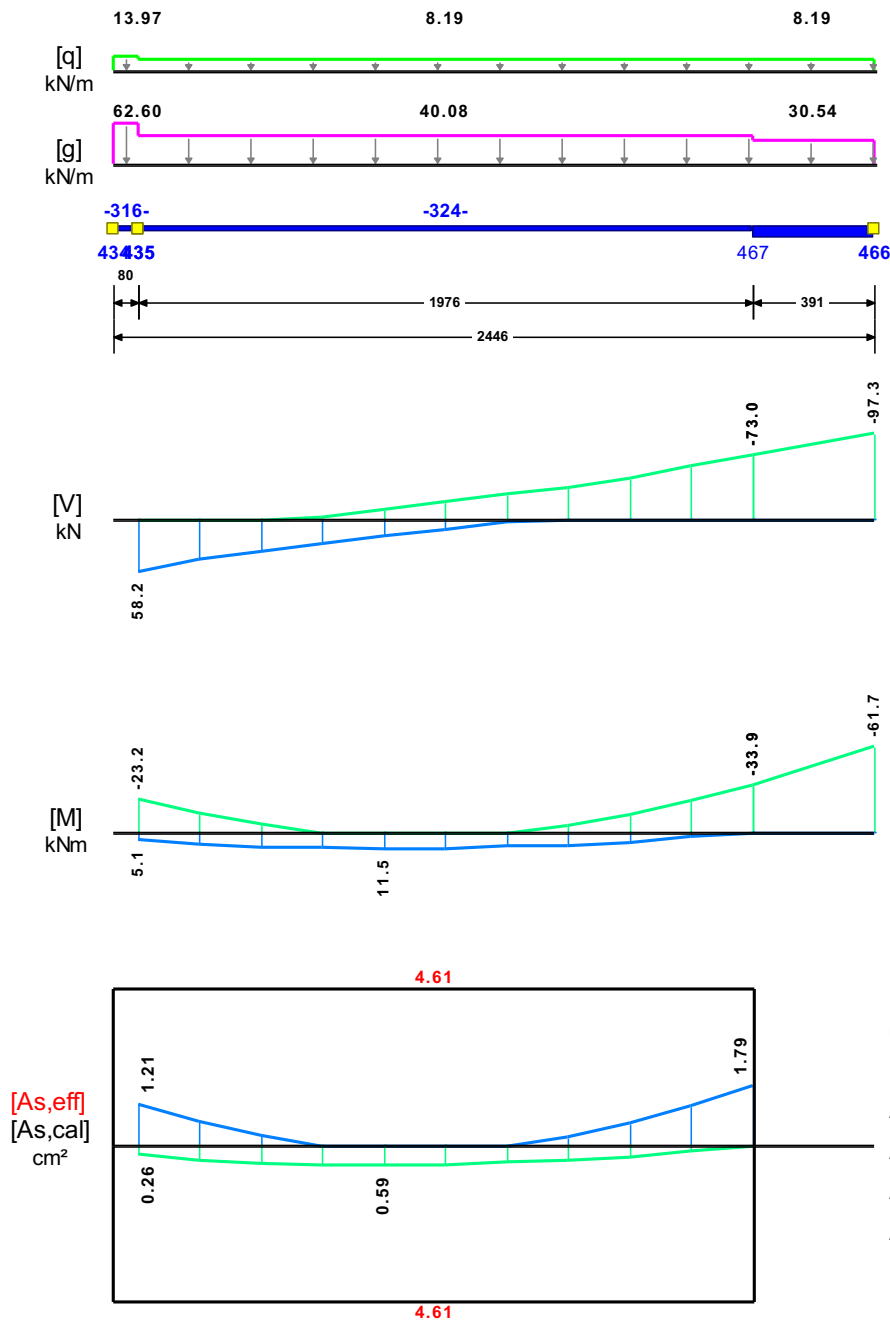 13.97 8.19 8.19
[q]
kN/m
62.60 40.08 30.54
[g]
kN/m
-316- -324-
434 435 467 466
80
1976 391
2446
-73.0 -97.3
[V]
kN
58.2
-23.2 -33.9 -61.7
[M]
kNm
5.1 11.5
4.61
1.21 1.79
[As,eff]
[As,cal]
cm²
0.26 0.59
4.61